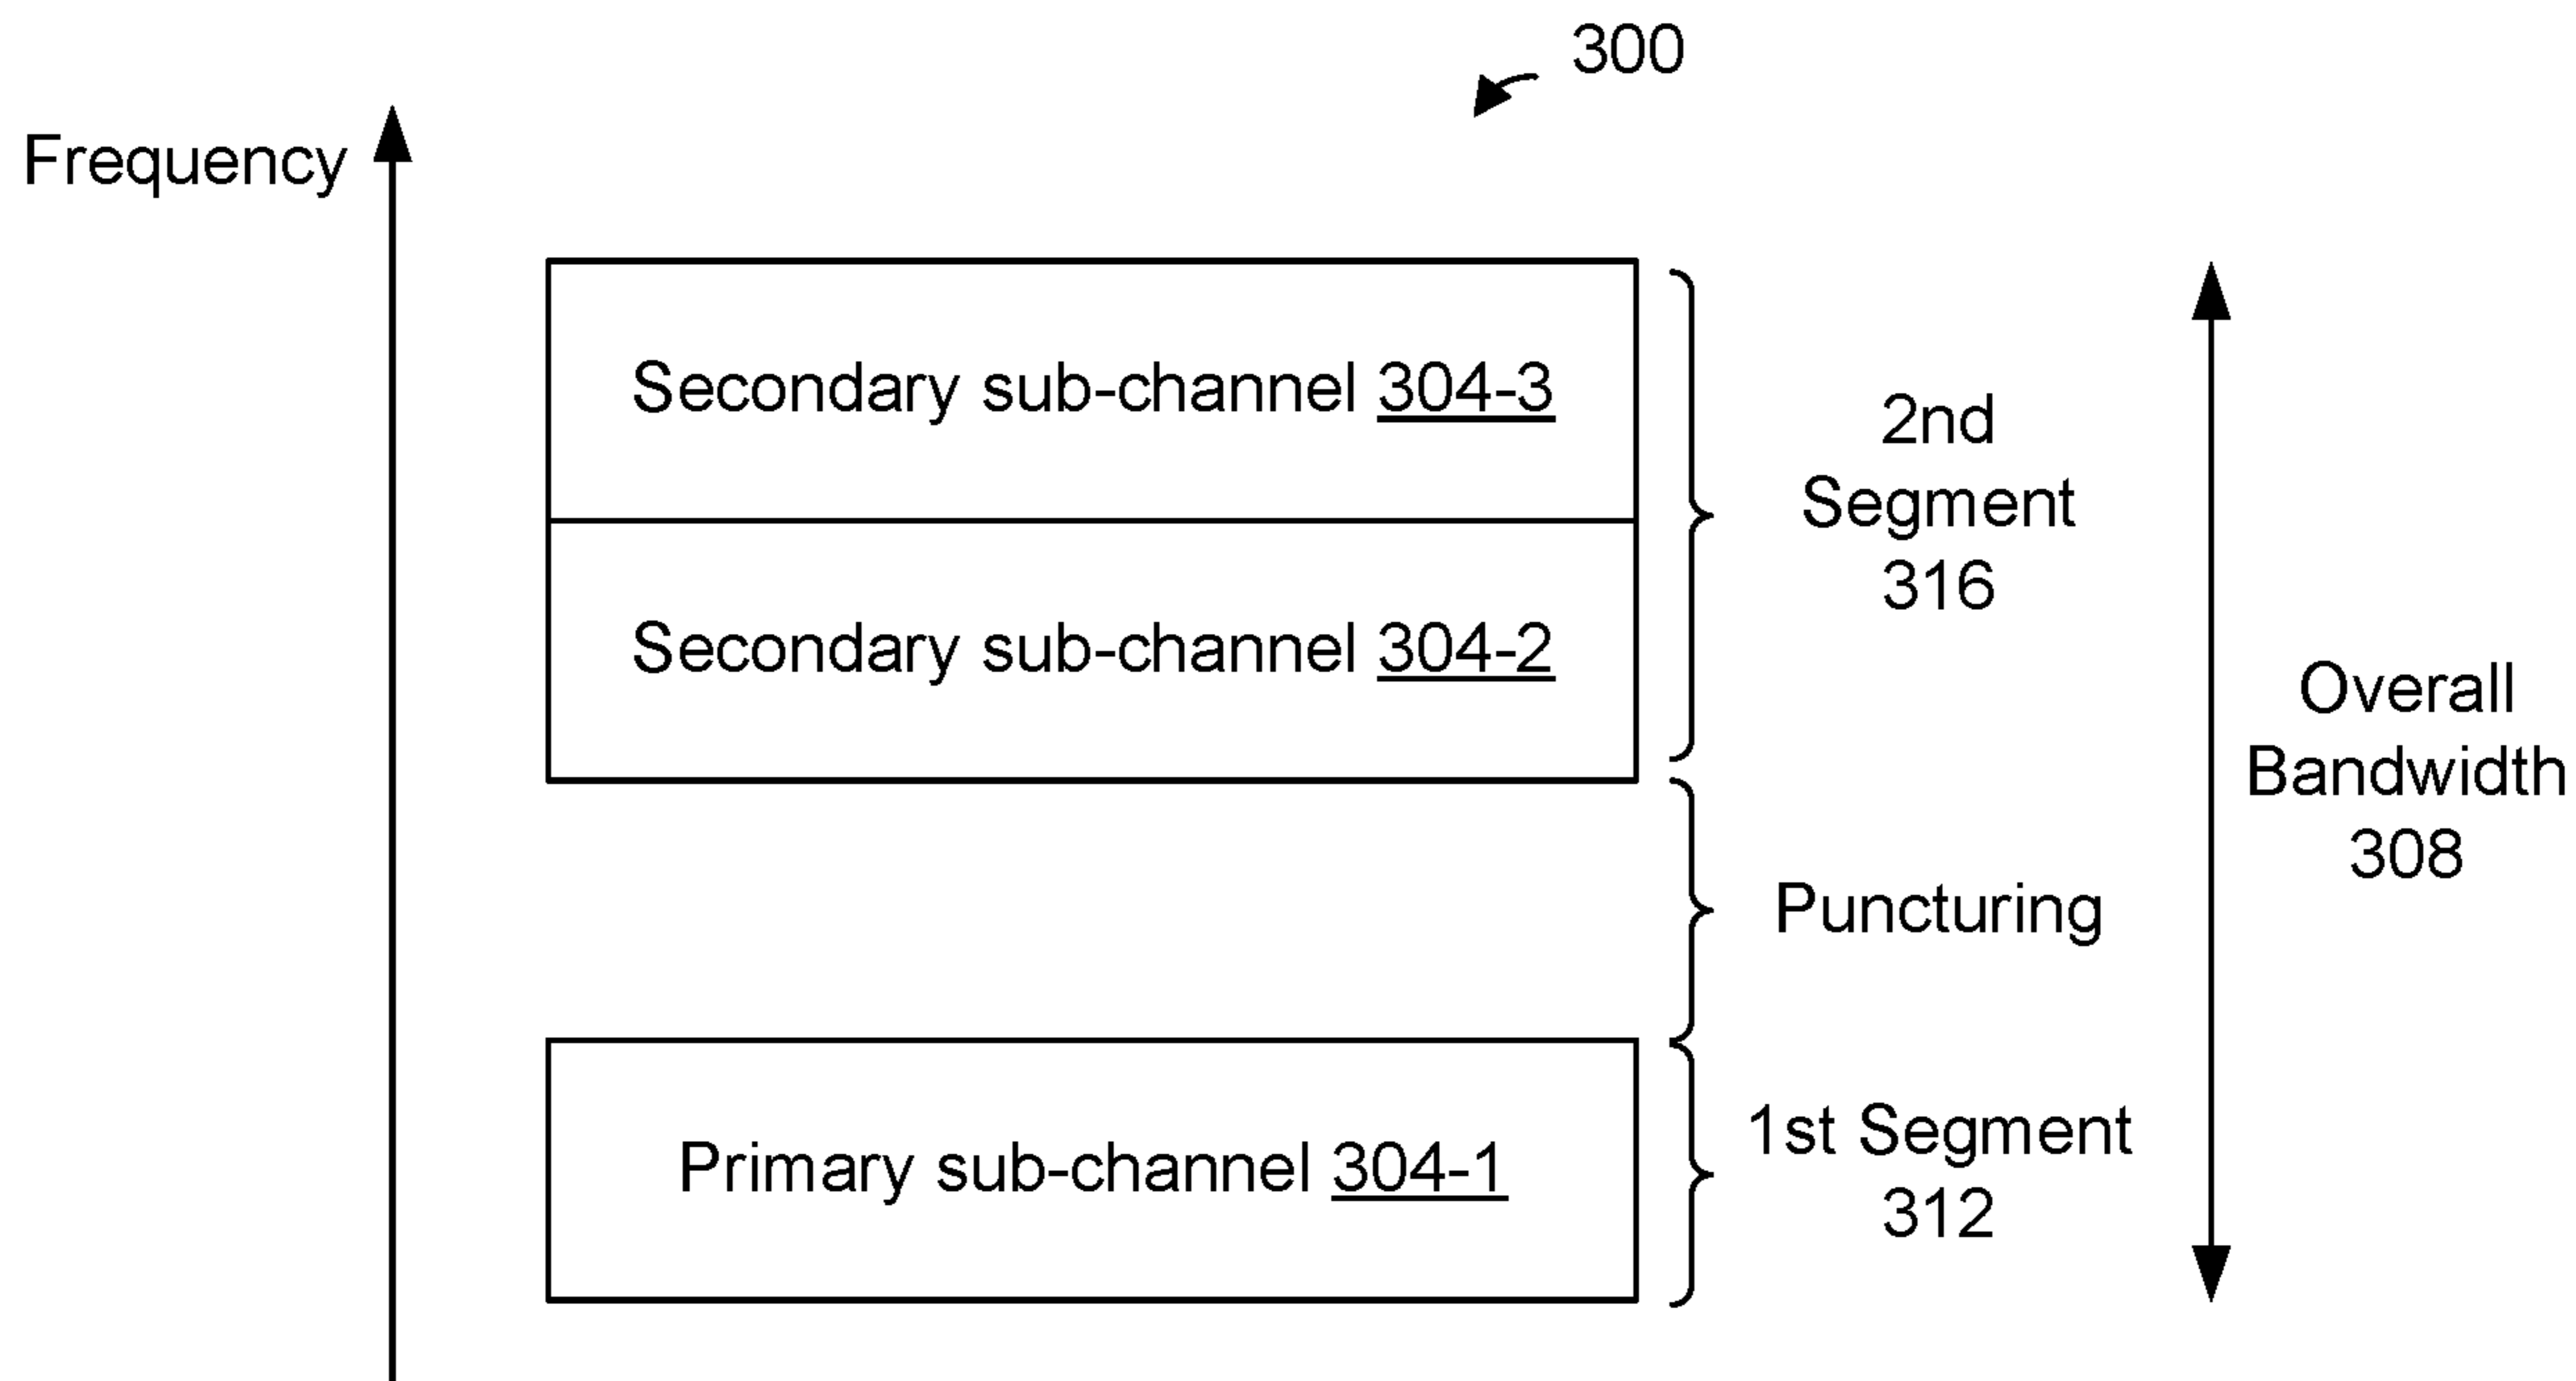 300
Frequency
Secondary sub-channel 304-3
2nd
Segment
316
Secondary sub-channel 304-2
Overall
Bandwidth
308
Puncturing
Primary sub-channel 304-1
1st Segment
312